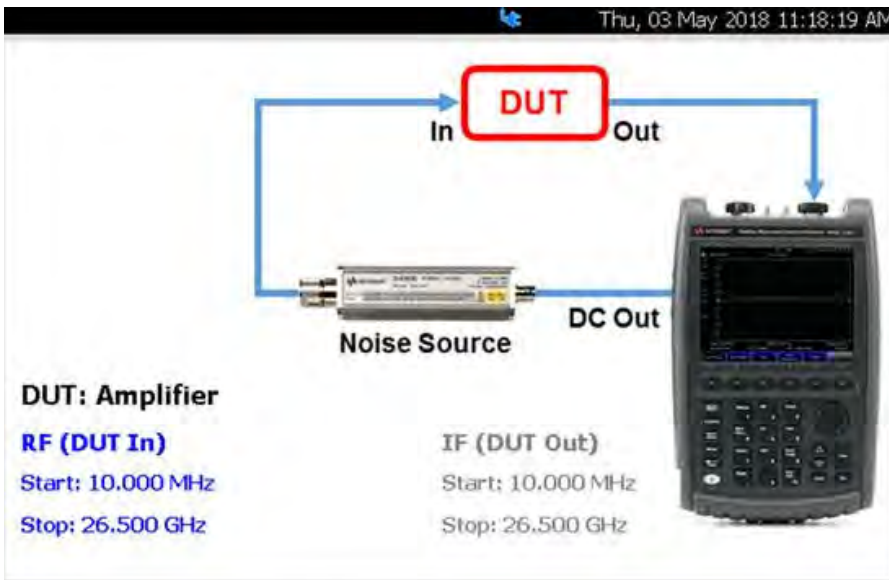 Thu, 03 May 2018 11:18:19 AM
DUT
In
Out
DC Out
Noise Source
DUT: Amplifier
RF (DUT In)
IF (DUT Out)
Start: 10.000 MHz
Start: 10.000 MHz
Stop: 26.500 GHz
Stop: 26.500 GHz